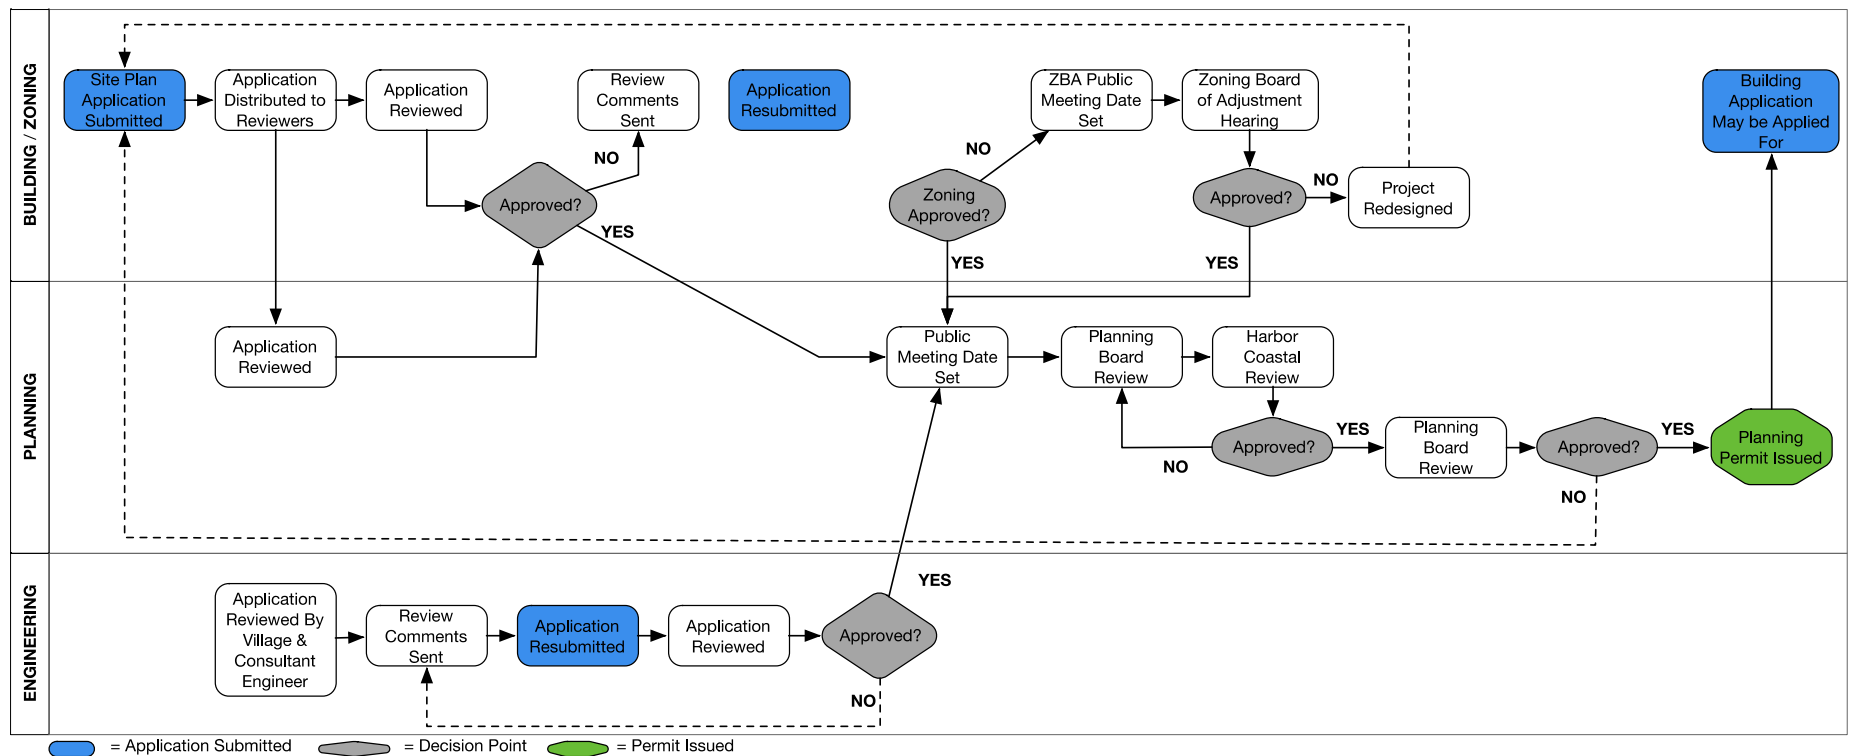 BUILDING / ZONING
Site Plan
Application
Submitted
Application
Distributed to
Reviewers
Application
Reviewed
Review
Comments
Sent
Application
Resubmitted
ZBA Public
Meeting Date
Set
Zoning Board
of Adjustment
Hearing
Building
Application
May be Applied
For
NO
Approved?
YES
NO
Zoning
Approved?
YES
Approved?
NO
YES
Project
Redesigned
PLANNING
Application
Reviewed
Public
Meeting Date
Set
Planning
Board
Review
Harbor
Coastal
Review
Approved?
NO
YES
Planning
Board
Review
Approved?
YES
NO
Planning
Permit Issued
ENGINEERING
Application
Reviewed By
Village &
Consultant
Engineer
Review
Comments
Sent
Application
Resubmitted
Application
Reviewed
Approved?
YES
NO
= Application Submitted
= Decision Point
= Permit Issued